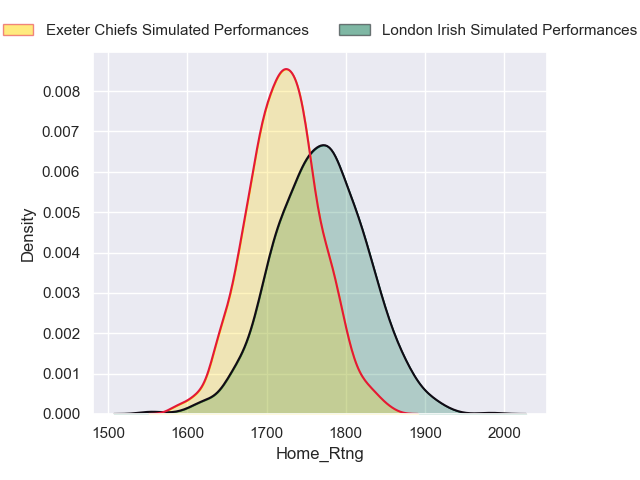 Exeter Chiefs Simulated Performances London Irish Simulated Performances
Density
0.008
0.007
0.006
0.005
0.004
0.003
0.002
0.001
0.000
1500 1600 1700 1800 1900 2000
Home_Rtng